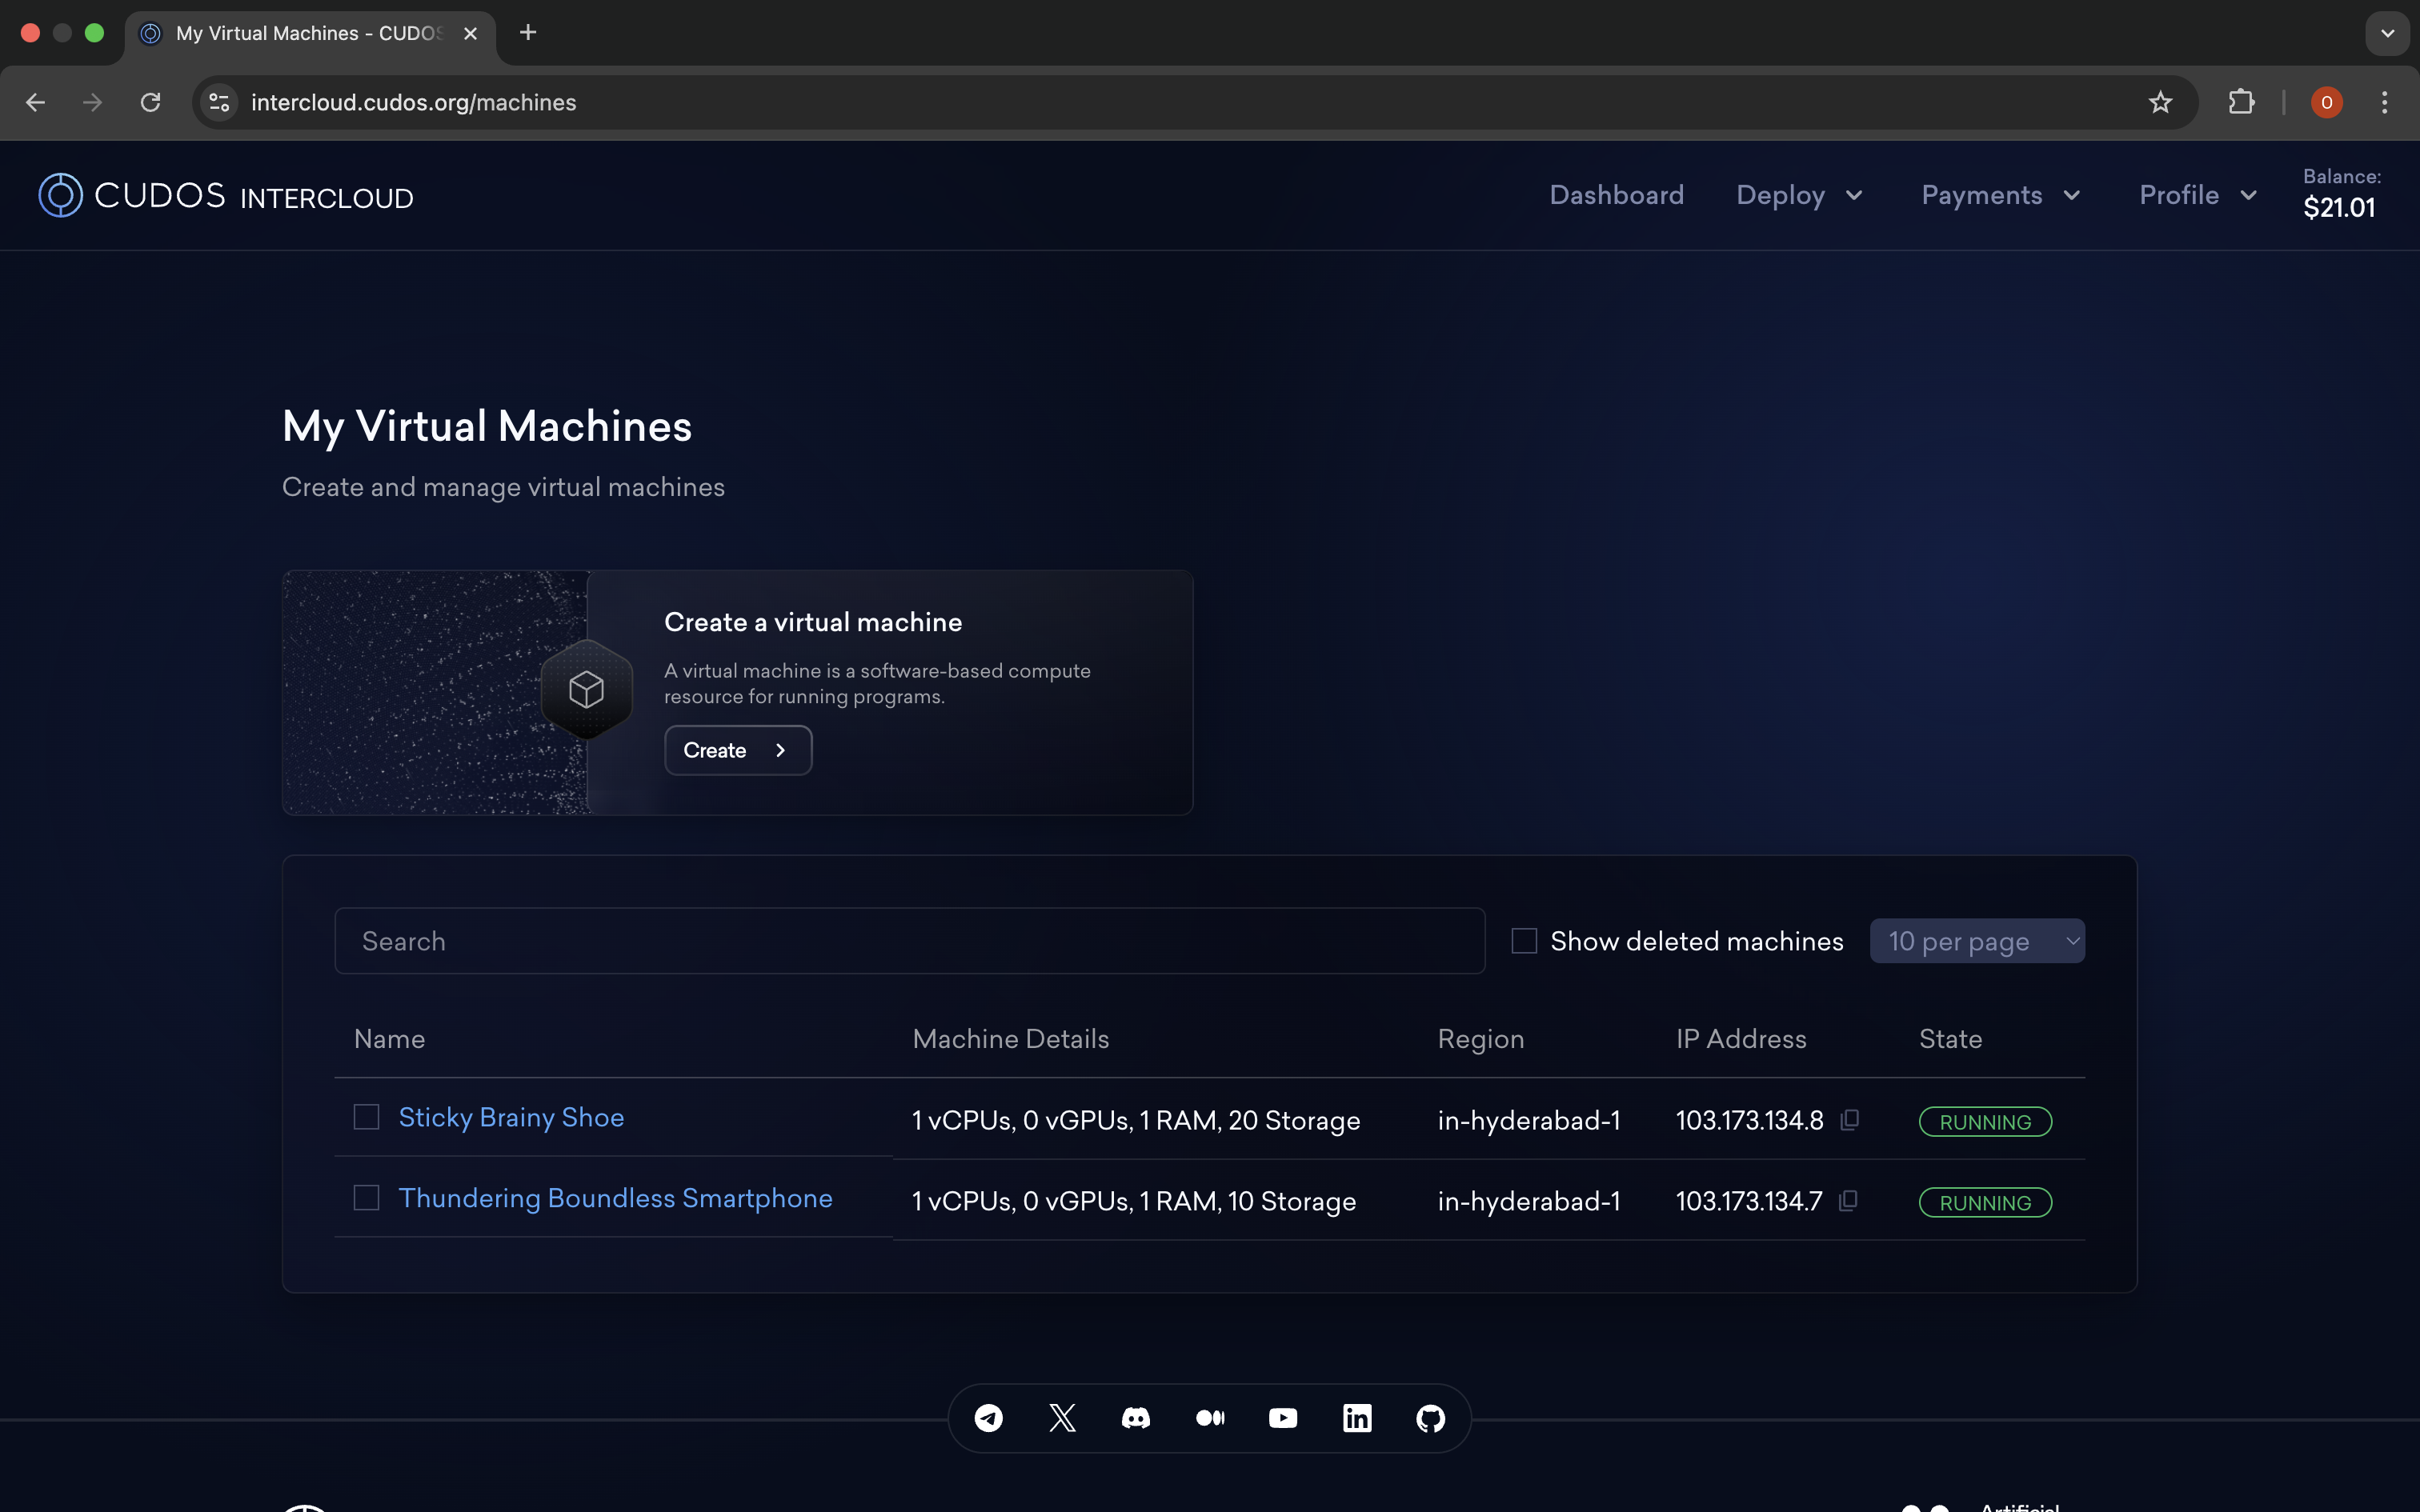 My Virtual Machines - CUDOS
intercloud.cudos.org/machines
O
CUDOS INTERCLOUD
Dashboard
Deploy
Payments
Profile
Balance:
$21.01
My Virtual Machines
Create and manage virtual machines
Create a virtual machine
A virtual machine is a software-based compute
resource for running programs.
Create
Search
Show deleted machines
10 per page
Name Machine Details Region IP Address State
Sticky Brainy Shoe 1 vCPUs, 0 vGPUs, 1 RAM, 20 Storage in-hyderabad-1 103.173.134.8 RUNNING
Thundering Boundless Smartphone 1 vCPUs, 0 vGPUs, 1 RAM, 10 Storage in-hyderabad-1 103.173.134.7 RUNNING
Artificial